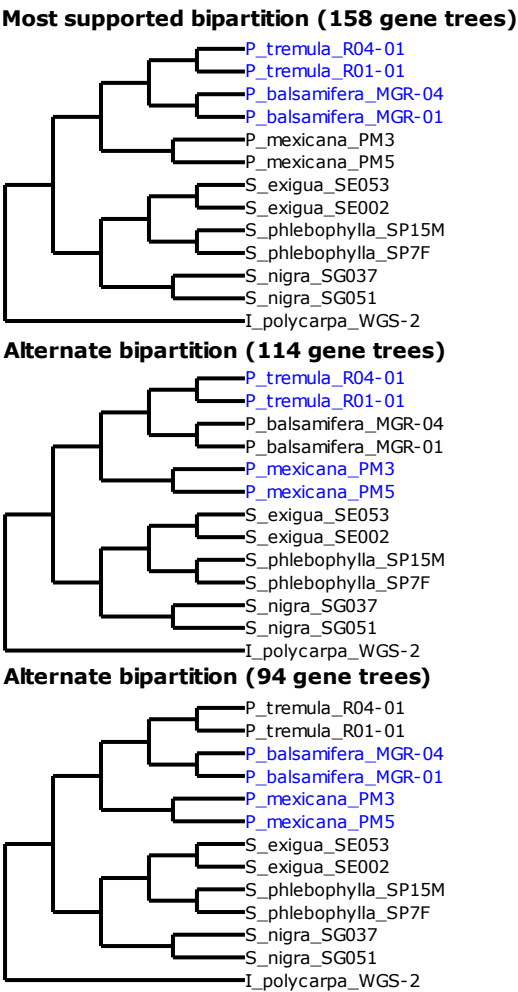 Most supported bipartition (158 gene trees)
P_tremula_R04-01
P_tremula_R01-01
P_balsamifera_MGR-04
P_balsamifera_MGR-01
P_mexicana_PM3
P_mexicana_PM5
S_exigua_SE053
S_exigua_SE002
S_phlebophylla_SP15M
S_phlebophylla_SP7F
S_nigra_SG037
S_nigra_SG051
I_polycarpa_WGS-2
Alternate bipartition (114 gene trees)
P_tremula_R04-01
P_tremula_R01-01
P_balsamifera_MGR-04
P_balsamifera_MGR-01
P_mexicana_PM3
P_mexicana_PM5
S_exigua_SE053
S_exigua_SE002
S_phlebophylla_SP15M
S_phlebophylla_SP7F
S_nigra_SG037
S_nigra_SG051
I_polycarpa_WGS-2
Alternate bipartition (94 gene trees)
P_tremula_R04-01
P_tremula_R01-01
P_balsamifera_MGR-04
P_balsamifera_MGR-01
P_mexicana_PM3
P_mexicana_PM5
S_exigua_SE053
S_exigua_SE002
S_phlebophylla_SP15M
S_phlebophylla_SP7F
S_nigra_SG037
S_nigra_SG051
I_polycarpa_WGS-2